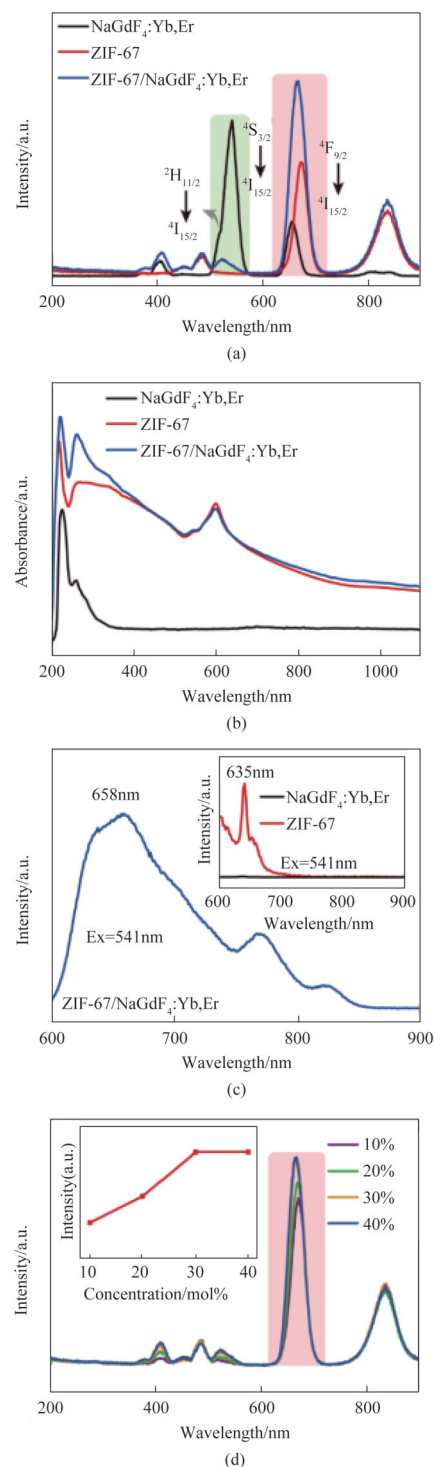 NaGdF₄:Yb,Er
ZIF-67
ZIF-67/NaGdF₄:Yb,Er
⁴S₃/₂
⁴I₁₅/₂
²H₁₁/₂
⁴I₁₅/₂
⁴F₉/₂
⁴I₁₅/₂
Intensity/a.u.
200 400 600 800
Wavelength/nm
(a)
NaGdF₄:Yb,Er
ZIF-67
ZIF-67/NaGdF₄:Yb,Er
Absorbance/a.u.
200 400 600 800 1000
Wavelength/nm
(b)
658nm
635nm
NaGdF₄:Yb,Er
ZIF-67
Ex=541nm
Intensity/a.u.
600 700 800 900
Wavelength/nm
Ex=541nm
ZIF-67/NaGdF₄:Yb,Er
Intensity/a.u.
600 700 800 900
Wavelength/nm
(c)
Intensity(a.u.)
10 20 30 40
Concentration/mol%
10%
20%
30%
40%
Intensity/a.u.
200 400 600 800
Wavelength/nm
(d)